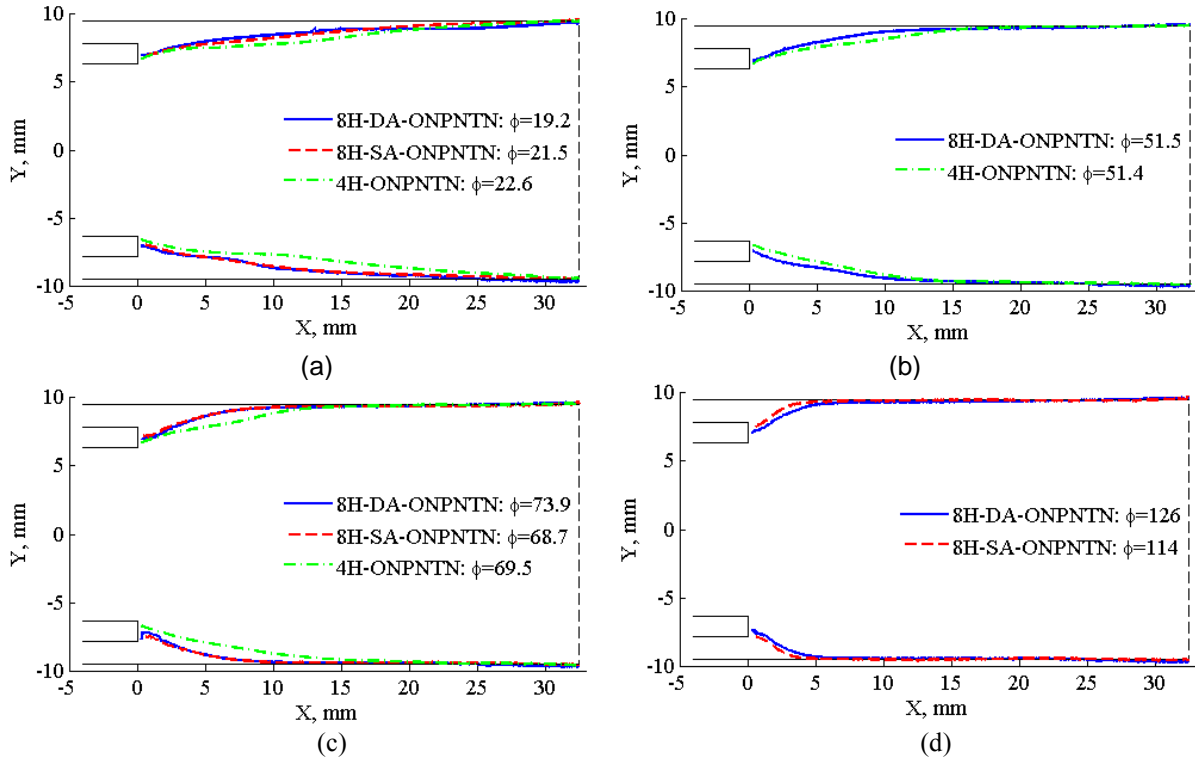 10
5
0
-5
-10
Y, mm
8H-DA-ONPNTN: ϕ=19.2
8H-SA-ONPNTN: ϕ=21.5
4H-ONPNTN: ϕ=22.6
-5 0 5 10 15 20 25 30
X, mm
(a)
10
5
0
-5
-10
Y, mm
8H-DA-ONPNTN: ϕ=51.5
4H-ONPNTN: ϕ=51.4
-5 0 5 10 15 20 25 30
X, mm
(b)
10
5
0
-5
-10
Y, mm
8H-DA-ONPNTN: ϕ=73.9
8H-SA-ONPNTN: ϕ=68.7
4H-ONPNTN: ϕ=69.5
-5 0 5 10 15 20 25 30
X, mm
(c)
10
5
0
-5
-10
Y, mm
8H-DA-ONPNTN: ϕ=126
8H-SA-ONPNTN: ϕ=114
-5 0 5 10 15 20 25 30
X, mm
(d)